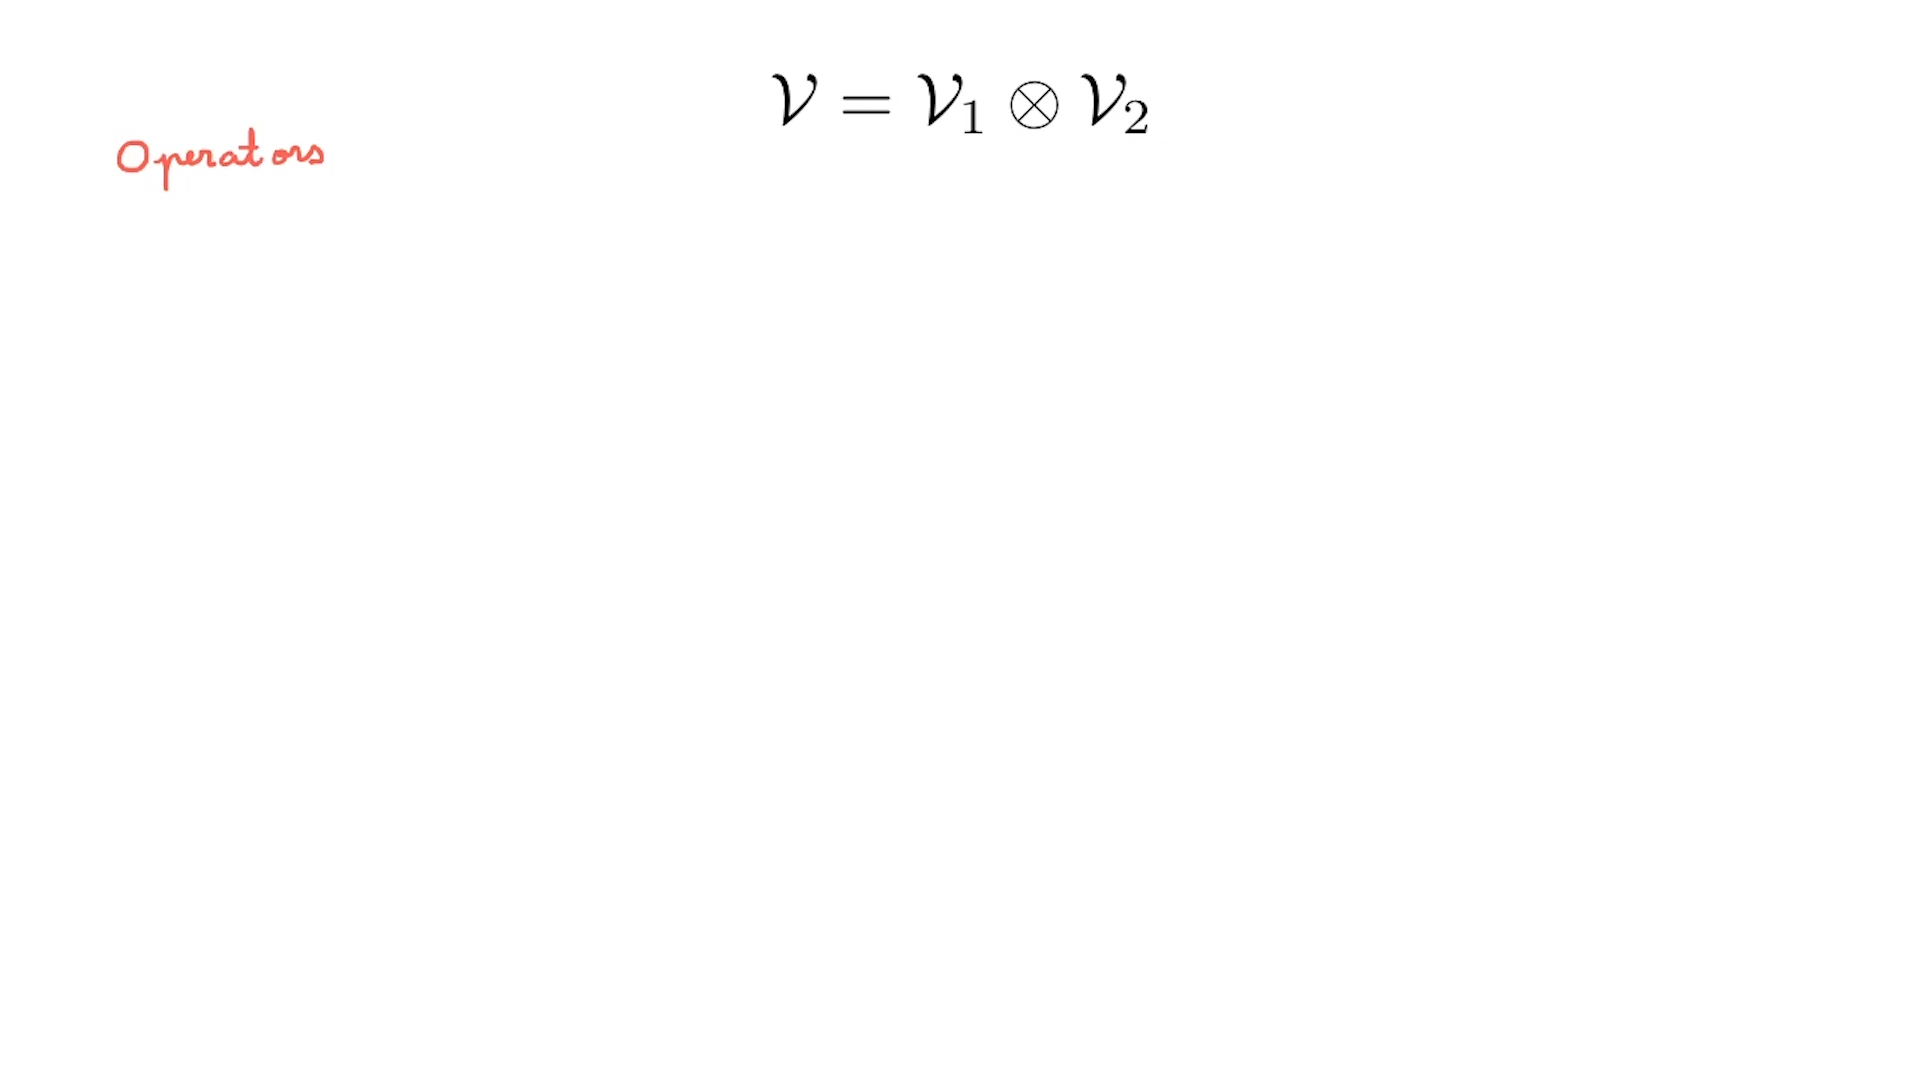 𝒱 = 𝒱₁ ⊗ 𝒱₂
Operators